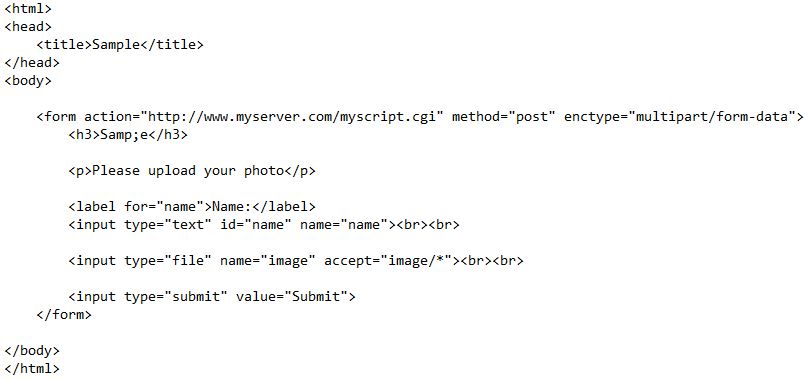 <html>
<head>
    <title>Sample</title>
</head>
<body>
    <form action="http://www.myserver.com/myscript.cgi" method="post" enctype="multipart/form-data">
        <h3>Samp;e</h3>
        <p>Please upload your photo</p>
        <label for="name">Name:</label>
        <input type="text" id="name" name="name"><br><br>
        <input type="file" name="image" accept="image/*"><br><br>
        <input type="submit" value="Submit">
    </form>
</body>
</html>